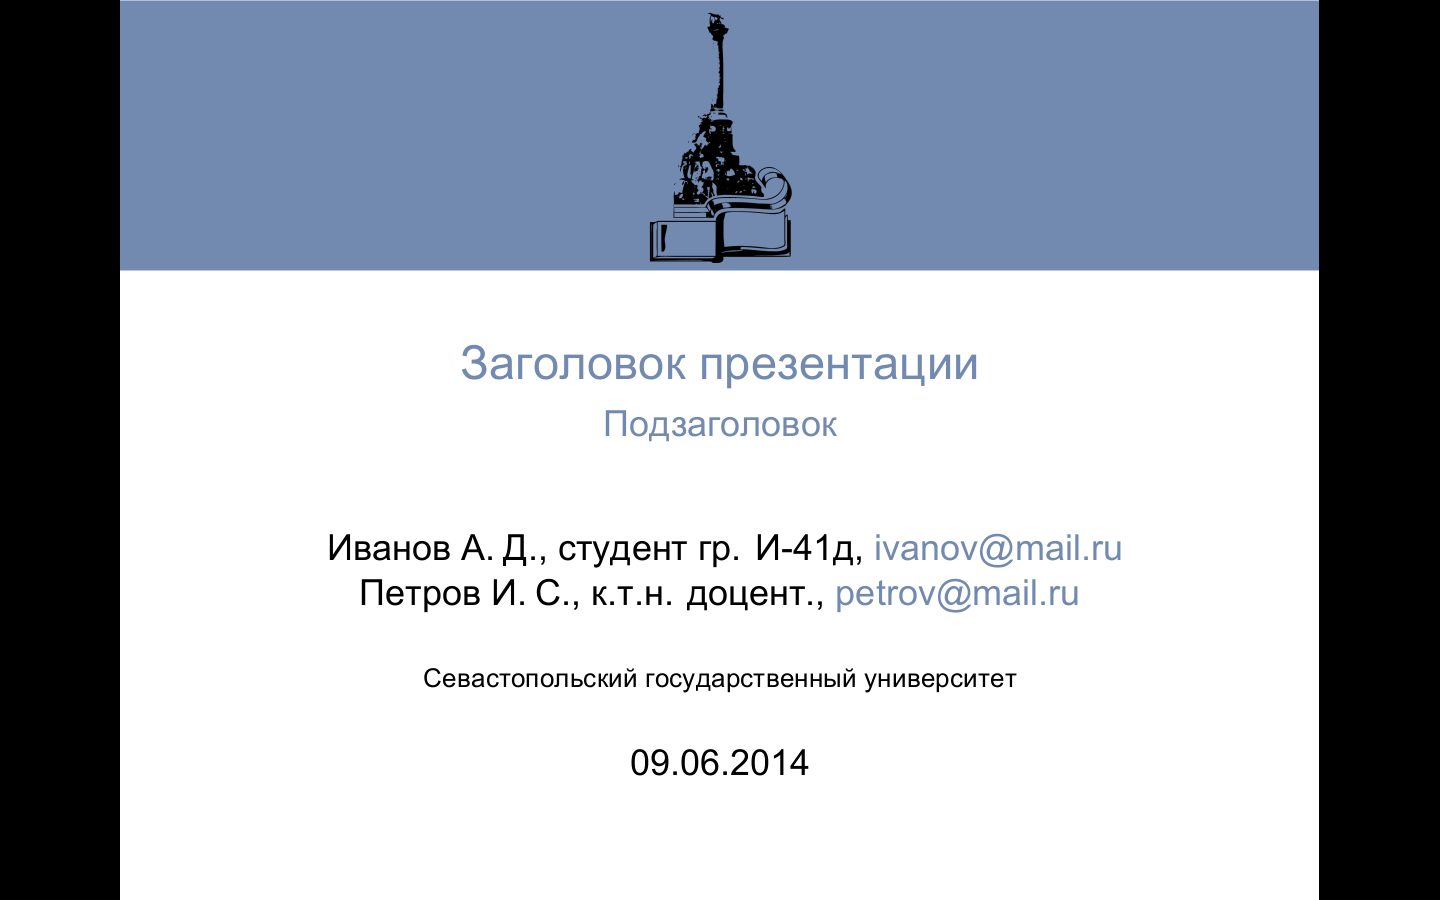 Заголовок презентации
Подзаголовок
Иванов А. Д., студент гр. И-41д, ivanov@mail.ru
Петров И. С., к.т.н. доцент., petrov@mail.ru
Севастопольский государственный университет
09.06.2014